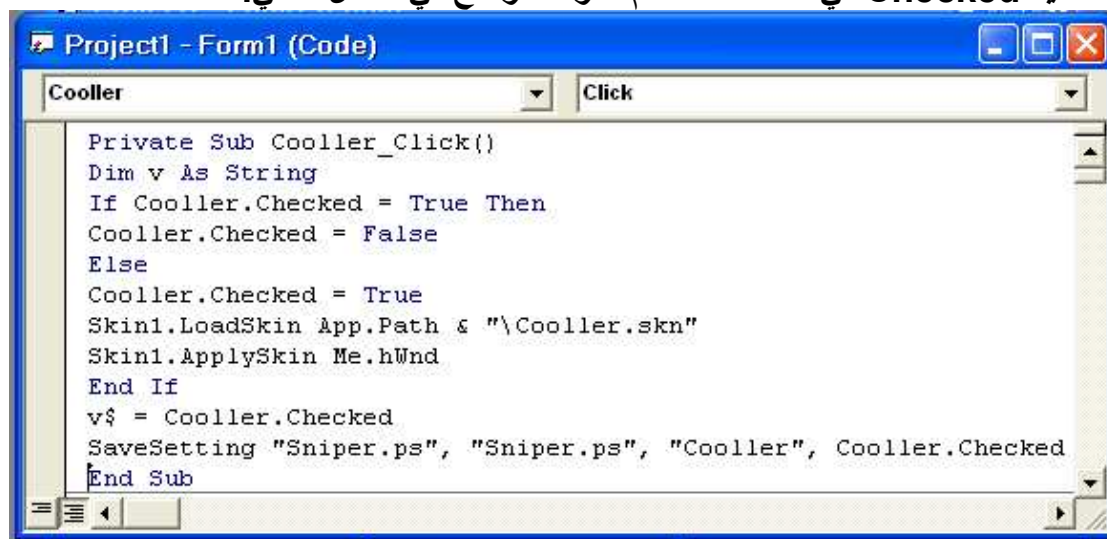 Checked
Project1 - Form1 (Code)
Cooller Click
Private Sub Cooller_Click()
Dim v As String
If Cooller.Checked = True Then
Cooller.Checked = False
Else
Cooller.Checked = True
Skin1.LoadSkin App.Path & "\Cooller.skn"
Skin1.ApplySkin Me.hWnd
End If
v$ = Cooller.Checked
SaveSetting "Sniper.ps", "Sniper.ps", "Cooller", Cooller.Checked
End Sub